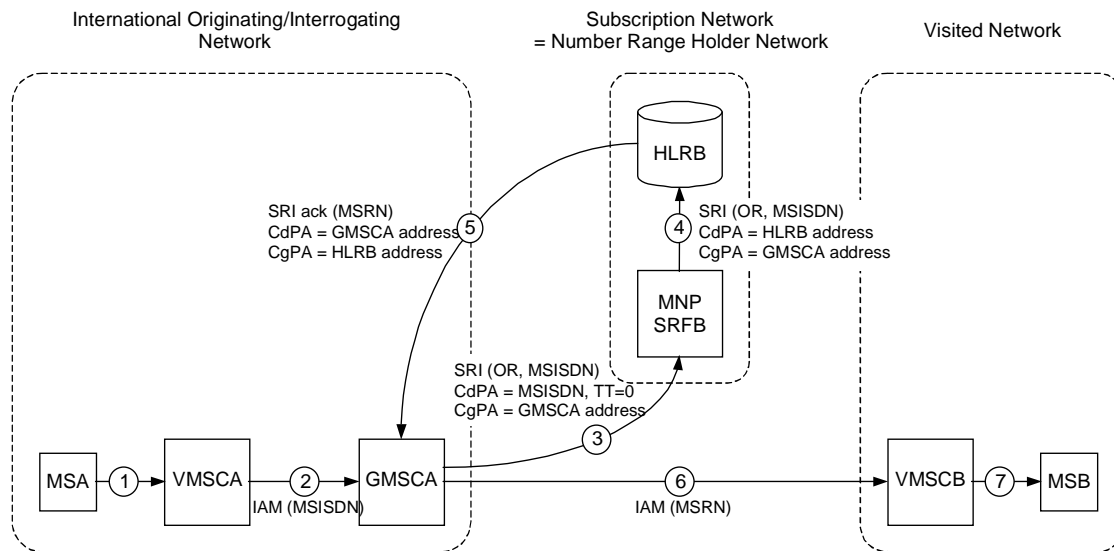 International Originating/Interrogating
Network
Subscription Network
= Number Range Holder Network
Visited Network
HLRB
SRI ack (MSRN)
CdPA = GMSCA address
CgPA = HLRB address
5
4
SRI (OR, MSISDN)
CdPA = HLRB address
CgPA = GMSCA address
MNP
SRFB
SRI (OR, MSISDN)
CdPA = MSISDN, TT=0
CgPA = GMSCA address
3
MSA
1
VMSCA
2
IAM (MSISDN)
GMSCA
6
IAM (MSRN)
VMSCB
7
MSB